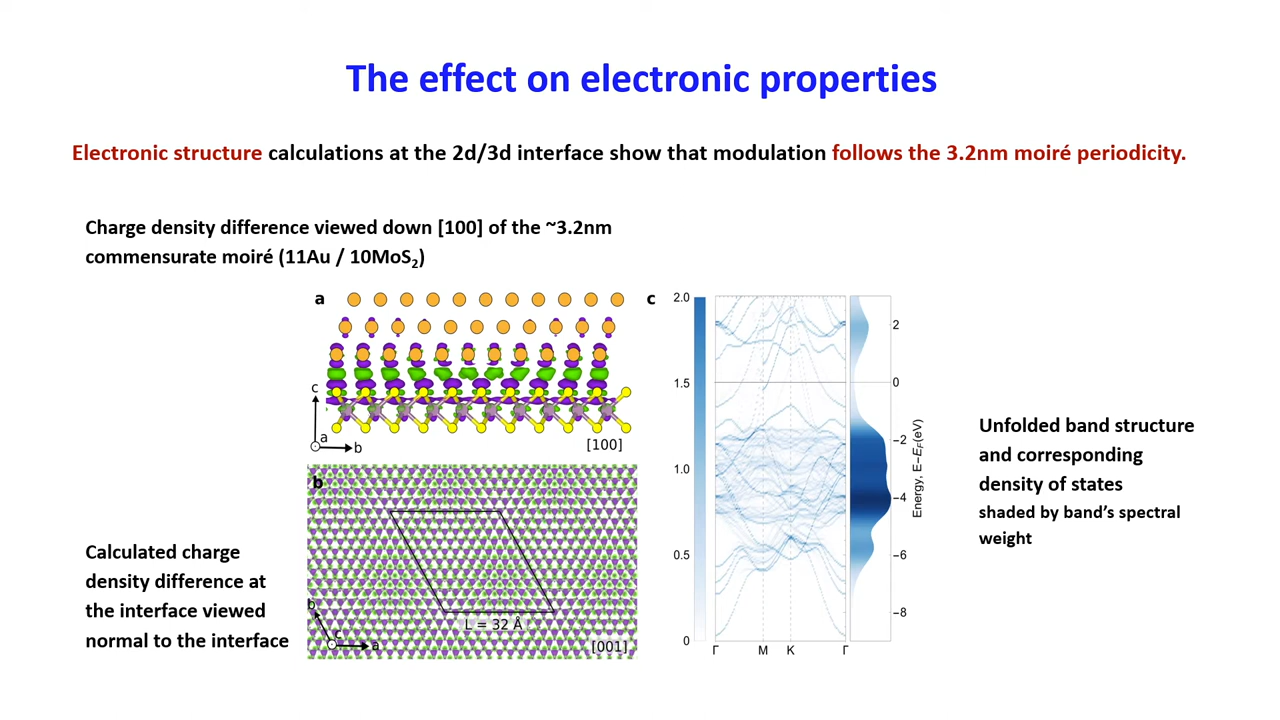 The effect on electronic properties
Electronic structure calculations at the 2d/3d interface show that modulation follows the 3.2nm moiré periodicity.
Charge density difference viewed down [100] of the ~3.2nm
commensurate moiré (11Au / 10MoS₂)
a
c
a
b
[100]
b
b
c
a
L = 32 Å
[001]
Calculated charge
density difference at
the interface viewed
normal to the interface
c
2.0
1.5
1.0
0.5
0
Γ M K Γ
2
0
−2
−4
−6
−8
Energy, E−E_F(eV)
Unfolded band structure
and corresponding
density of states
shaded by band's spectral
weight